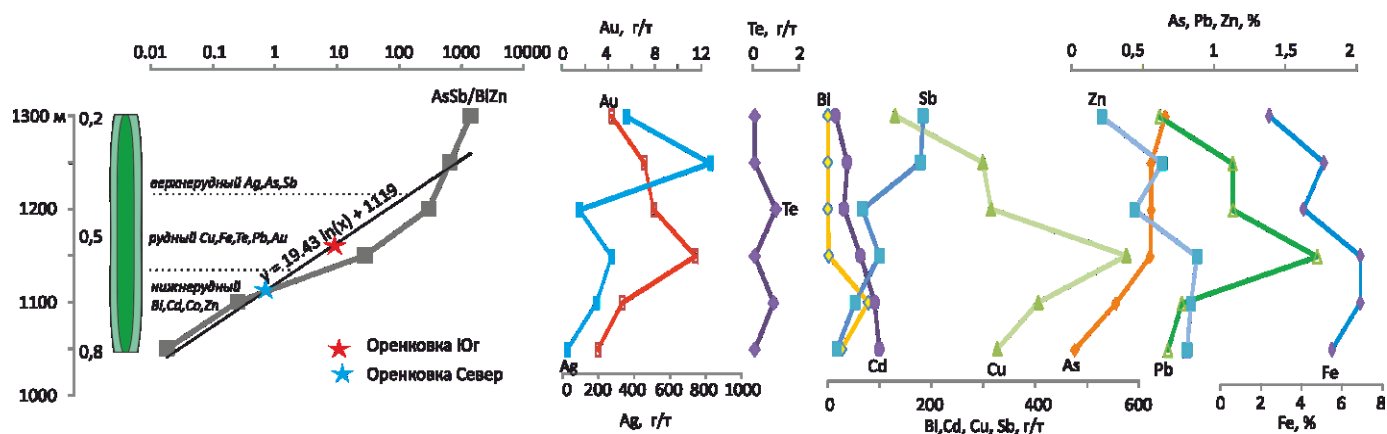 Au, г/т
Te, г/т
As, Pb, Zn, %
0.01 0,1 0 10 100 1000 10000
0 4 8 12
0 1 2
0 0,5 1 1,5 2
1300 м
1200
1100
1000
0,2
0,5
0,8
AsSb/BiZn
верхнерудный Ag,As,Sb
рудный Cu,Fe,Te,Pb,Au
нижнерудный
Bi,Cd,Co,Zn
y = 19.43 ln(x) + 1119
Оренковка Юг
Оренковка Север
Au
Ag
0 200 400 600 800 1000
Ag, г/т
Te
Bi
Sb
Cd
Cu
Zn
As
Pb
Fe
0 200 400 600
Bi,Cd, Cu, Sb, г/т
0 2 4 6 8
Fe, %